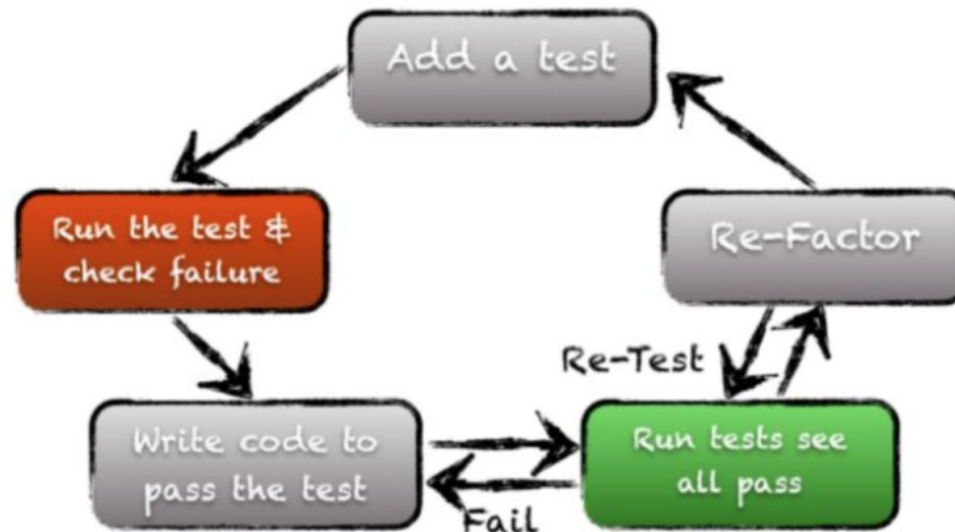 Add a test
Run the test &
check failure
Re-Factor
Re-Test
Write code to
pass the test
Run tests see
all pass
Fail